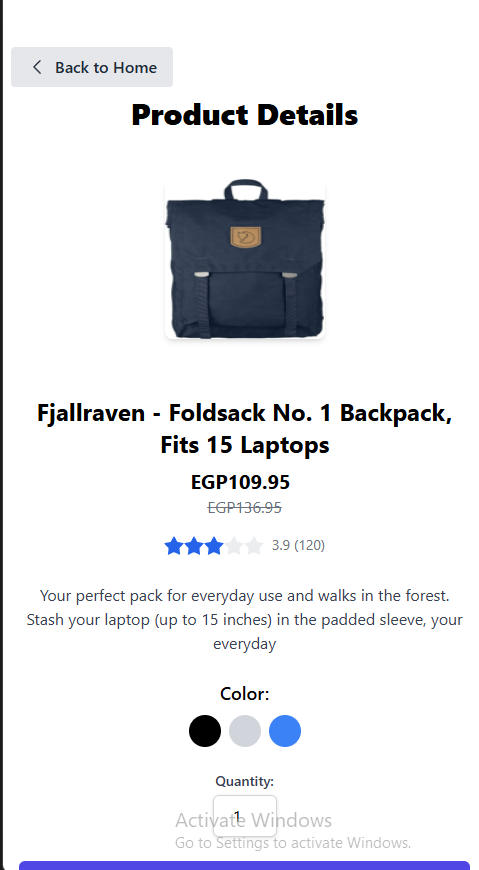 Back to Home
Product Details
Fjallraven - Foldsack No. 1 Backpack,
Fits 15 Laptops
EGP109.95
EGP136.95
3.9 (120)
Your perfect pack for everyday use and walks in the forest.
Stash your laptop (up to 15 inches) in the padded sleeve, your
everyday
Color:
Quantity:
1
Activate Windows
Go to Settings to activate Windows.